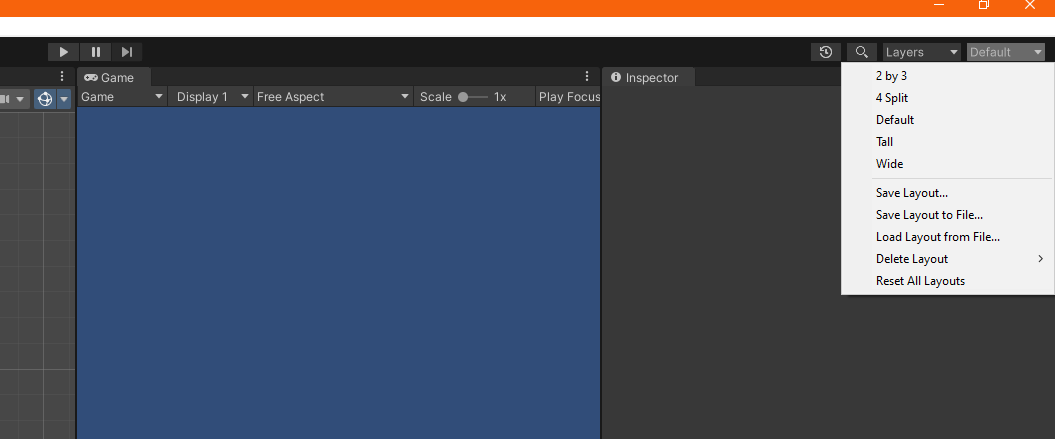 Layers
Default
Game
Inspector
Game
Display 1
Free Aspect
Scale
1x
Play Focus
2 by 3
4 Split
Default
Tall
Wide
Save Layout...
Save Layout to File...
Load Layout from File...
Delete Layout
Reset All Layouts